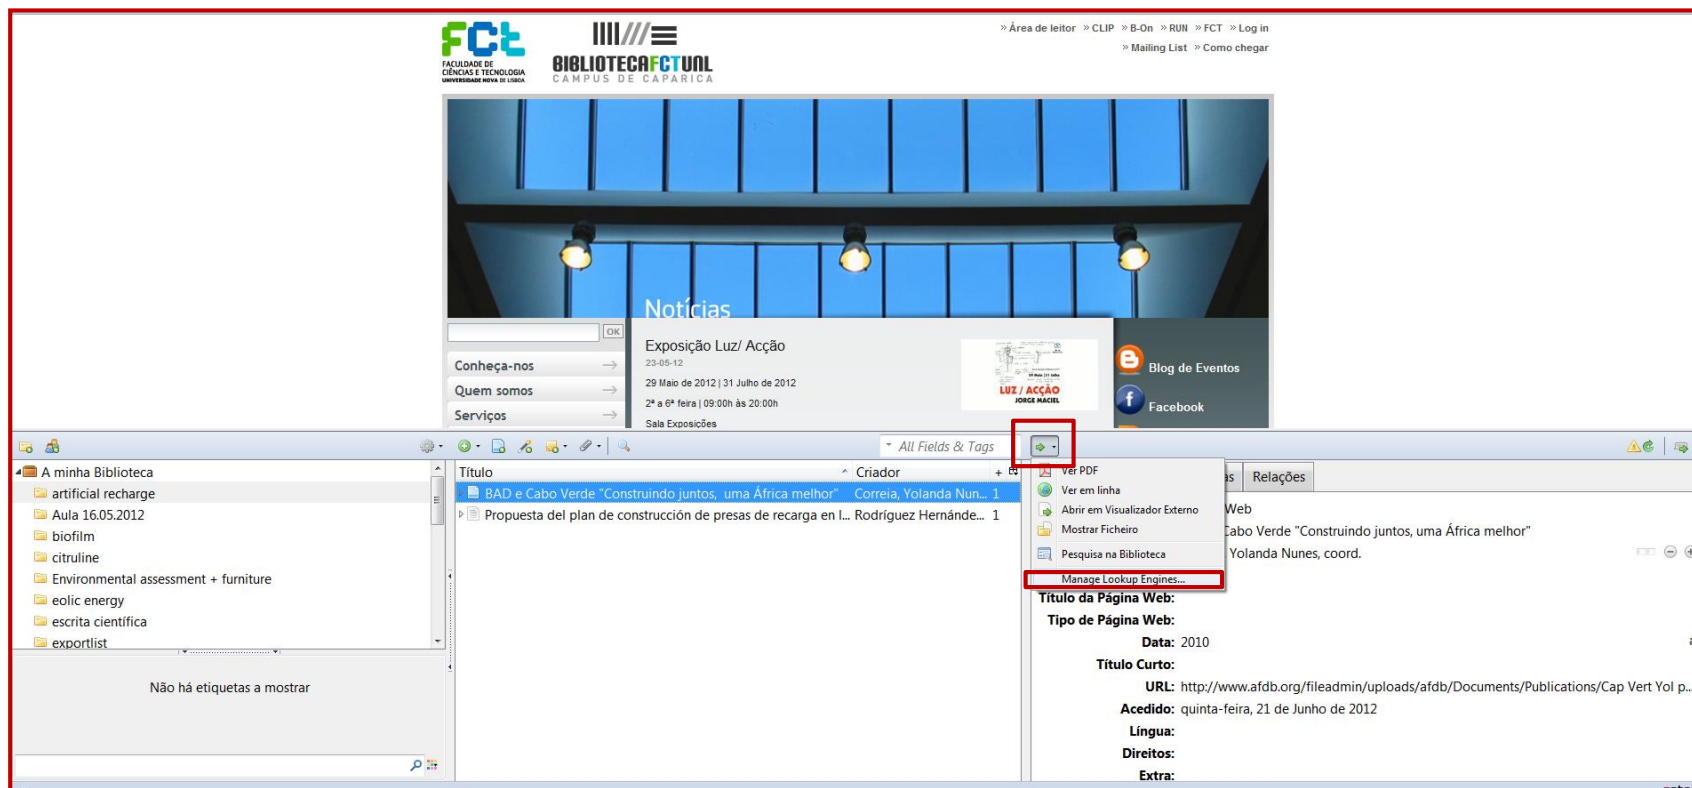 FCt
FACULDADE DE
CIÊNCIAS E TECNOLOGIA
UNIVERSIDADE NOVA DE LISBOA
BIBLIOTECAFCTUNL
CAMPUS DE CAPARICA
» Área de leitor » CLIP » B-On » RUN » FCT » Log in
» Mailing List » Como chegar
Notícias
OK
Conheça-nos
Quem somos
Serviços
Exposição Luz/ Acção
23-05-12
29 Maio de 2012 | 31 Julho de 2012
2ª a 6ª feira | 09:00h às 20:00h
Sala Exposições
LUZ / ACÇÃO
JORGE MACIEL
Blog de Eventos
Facebook
All Fields & Tags
A minha Biblioteca
artificial recharge
Aula 16.05.2012
biofilm
citruline
Environmental assessment + furniture
eolic energy
escrita científica
exportlist
Não há etiquetas a mostrar
Título Criador +
BAD e Cabo Verde "Construindo juntos, uma África melhor" Correia, Yolanda Nun... 1
Propuesta del plan de construcción de presas de recarga en l... Rodríguez Hernánde... 1
Ver PDF
Ver em linha
Abrir em Visualizador Externo
Mostrar Ficheiro
Pesquisa na Biblioteca
Manage Lookup Engines...
as Relações
Web
Cabo Verde "Construindo juntos, uma África melhor"
Yolanda Nunes, coord.
Título da Página Web:
Tipo de Página Web:
Data: 2010
Título Curto:
URL: http://www.afdb.org/fileadmin/uploads/afdb/Documents/Publications/Cap Vert Yol p...
Acedido: quinta-feira, 21 de Junho de 2012
Língua:
Direitos:
Extra: